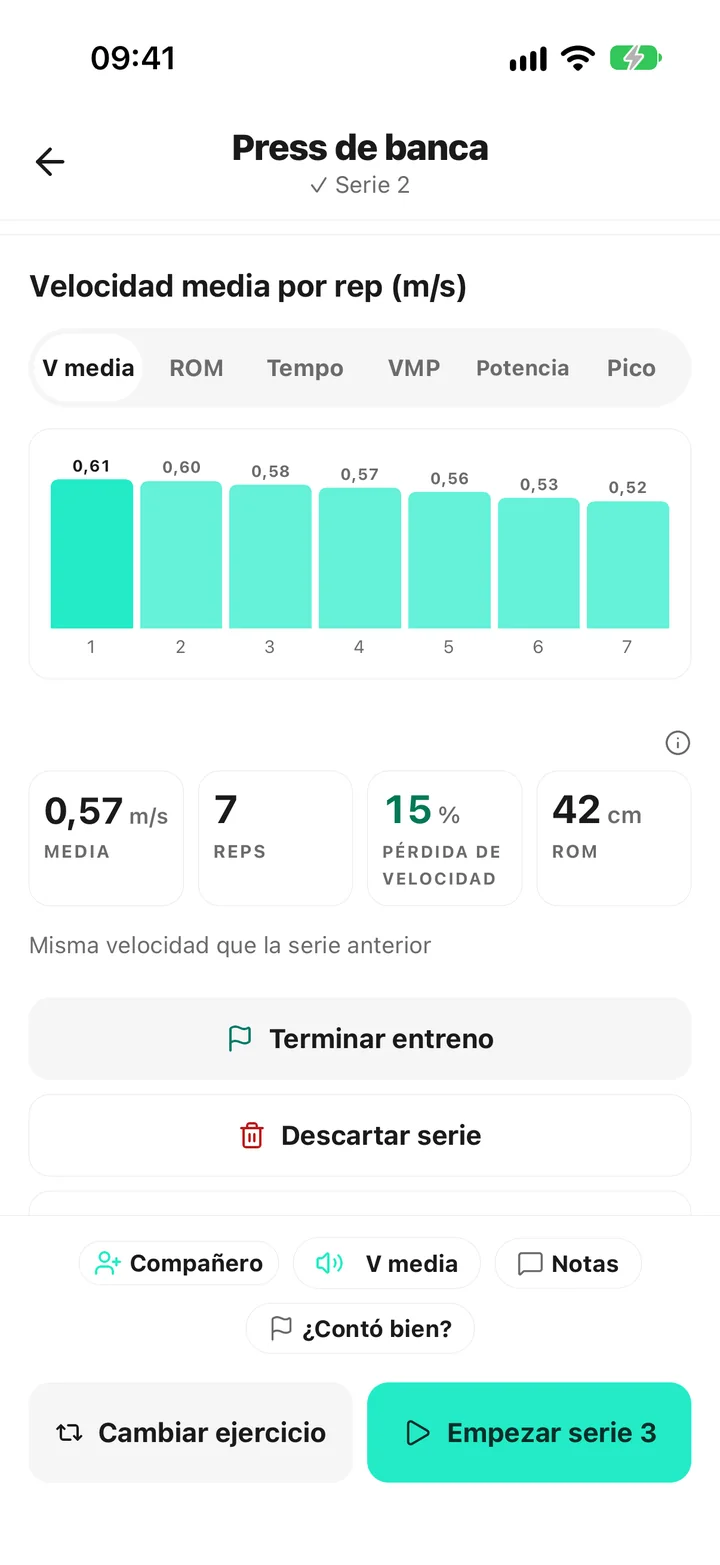 09:41
Press de banca
✓ Serie 2
Velocidad media por rep (m/s)
V media ROM Tempo VMP Potencia Pico
0,61 0,60 0,58 0,57 0,56 0,53 0,52
1 2 3 4 5 6 7
0,57 m/s 7 15 % 42 cm
MEDIA REPS PÉRDIDA DE VELOCIDAD ROM
Misma velocidad que la serie anterior
Terminar entreno
Descartar serie
Compañero V media Notas
¿Contó bien?
Cambiar ejercicio Empezar serie 3